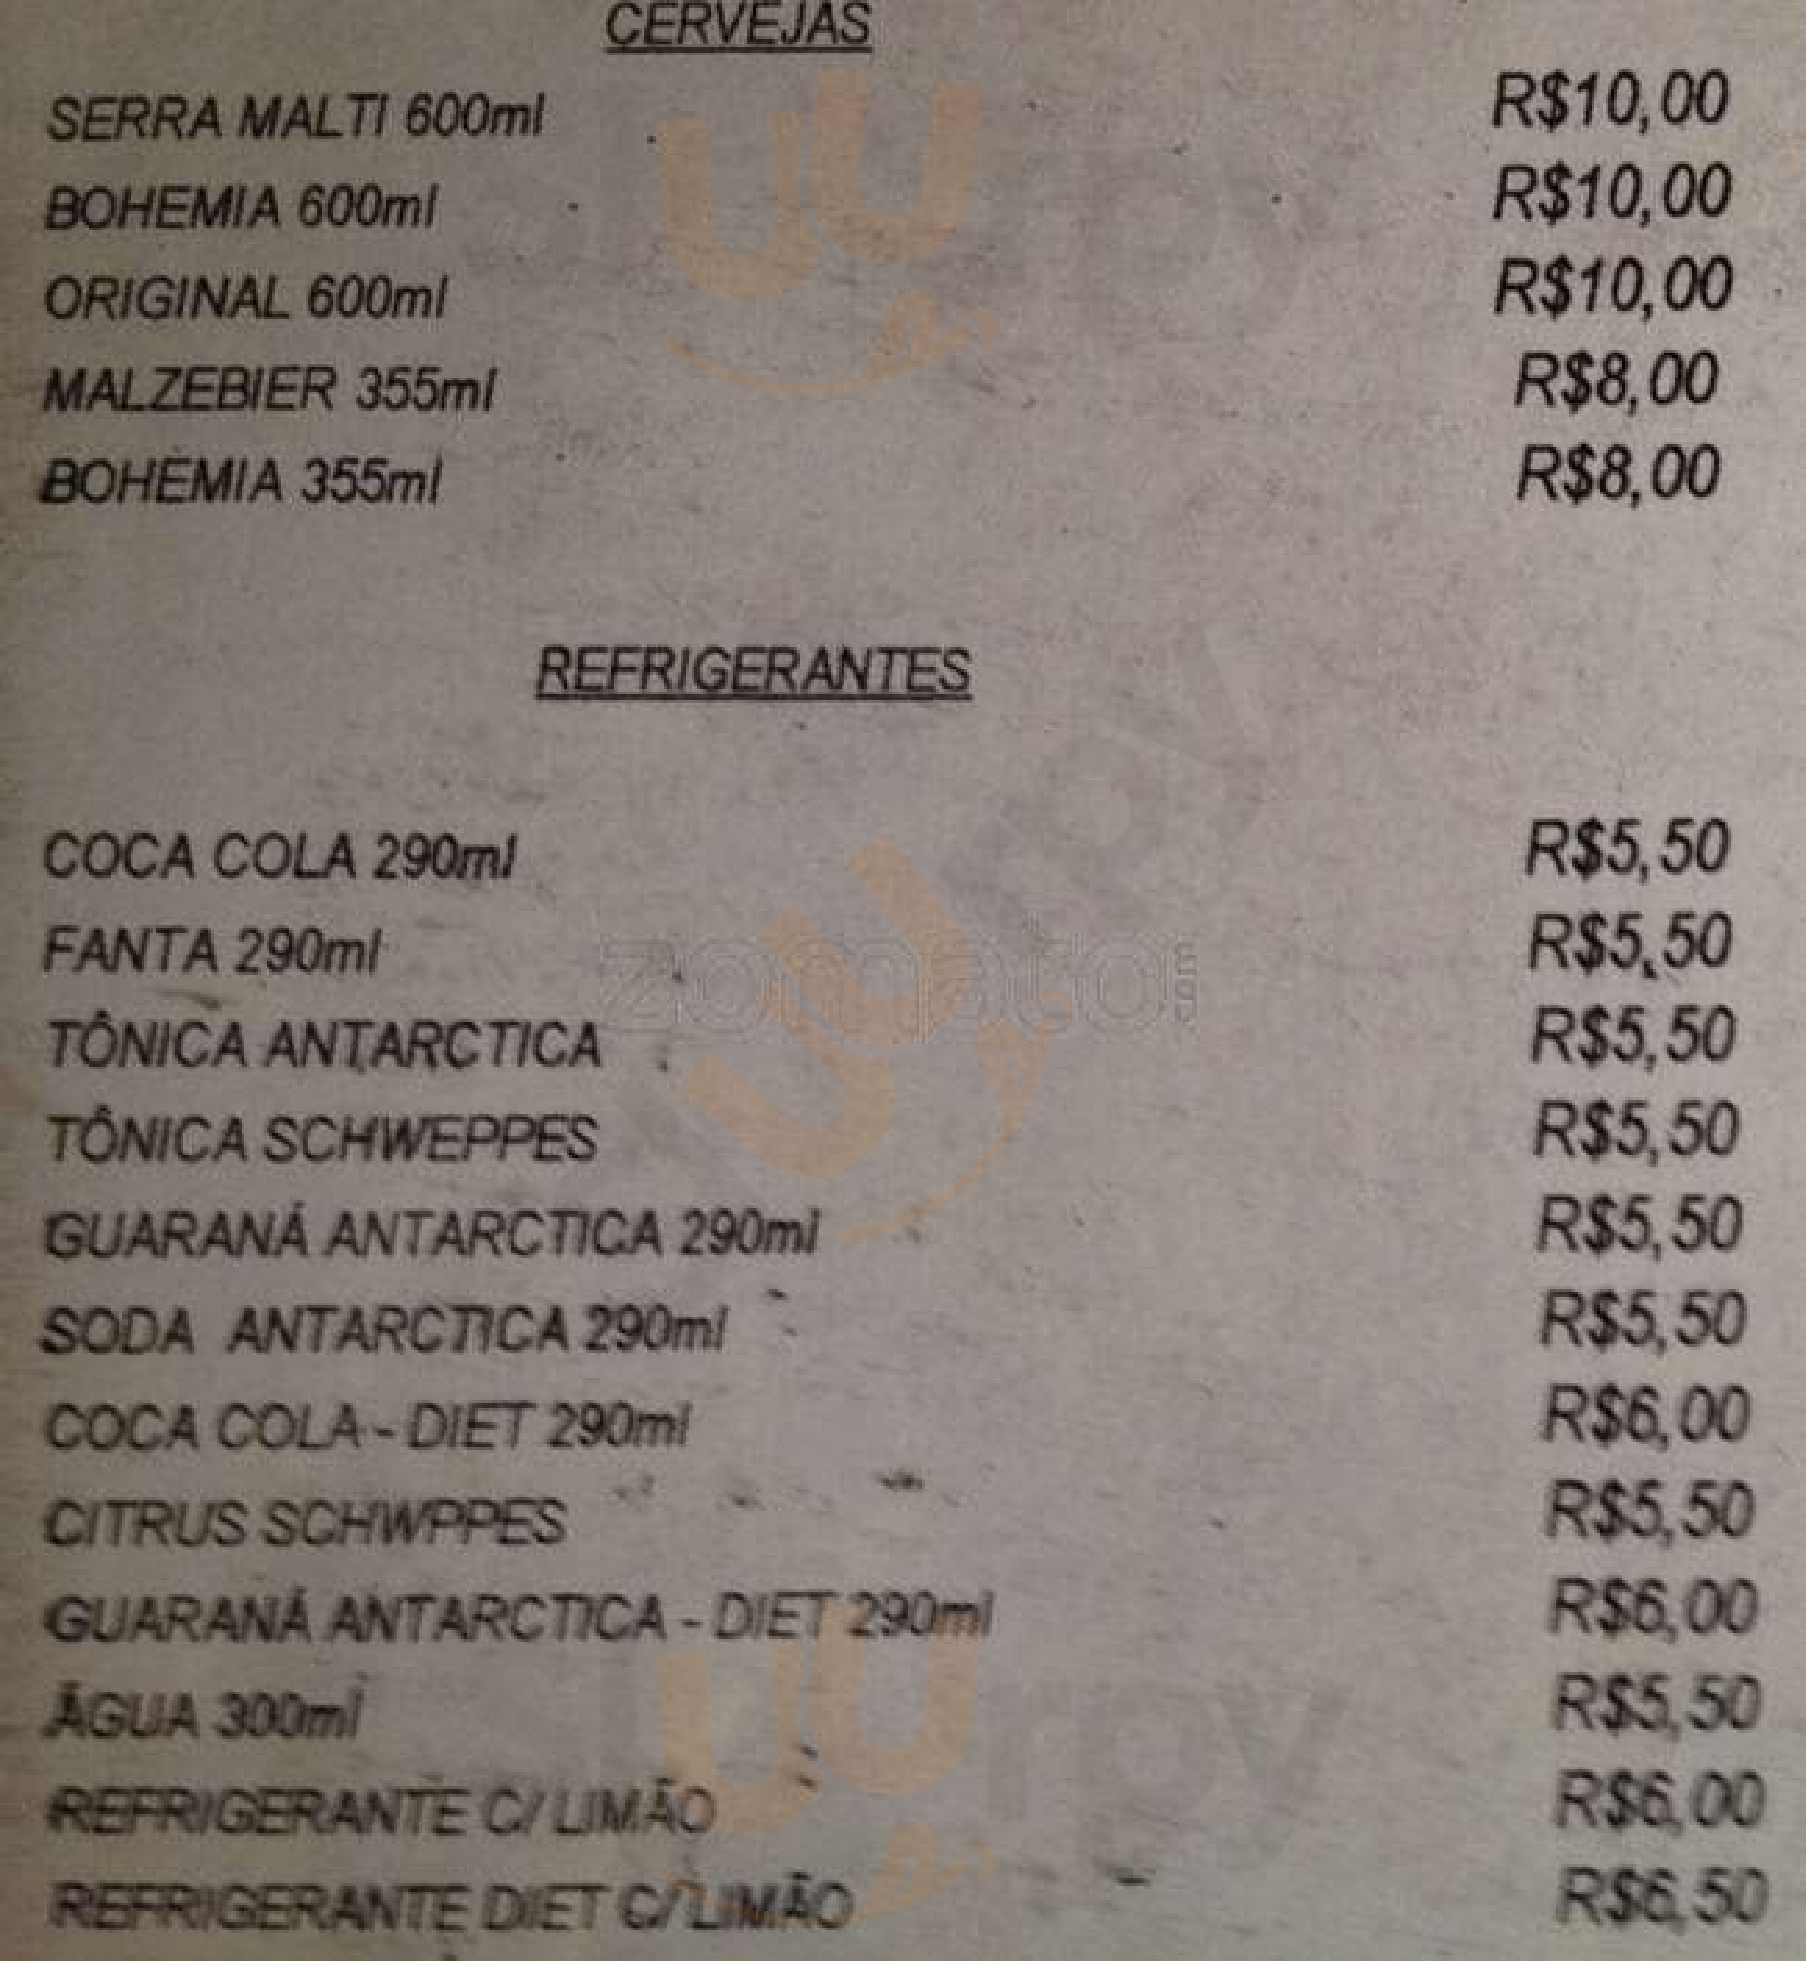 CERVEJAS
SERRA MALTI 600ml R$10,00
BOHEMIA 600ml R$10,00
ORIGINAL 600ml R$10,00
MALZEBIER 355ml R$8,00
BOHEMIA 355ml R$8,00
REFRIGERANTES
COCA COLA 290ml R$5,50
FANTA 290ml R$5,50
TÔNICA ANTARCTICA R$5,50
TÔNICA SCHWEPPES R$5,50
GUARANÁ ANTARCTICA 290ml R$5,50
SODA ANTARCTICA 290ml R$5,50
COCA COLA - DIET 290ml R$6,00
CITRUS SCHWPPES R$5,50
GUARANÁ ANTARCTICA - DIET 290ml R$6,00
ÁGUA 300ml R$5,50
REFRIGERANTE C/ LIMÃO R$6,00
REFRIGERANTE DIET C/ LIMÃO R$6,50